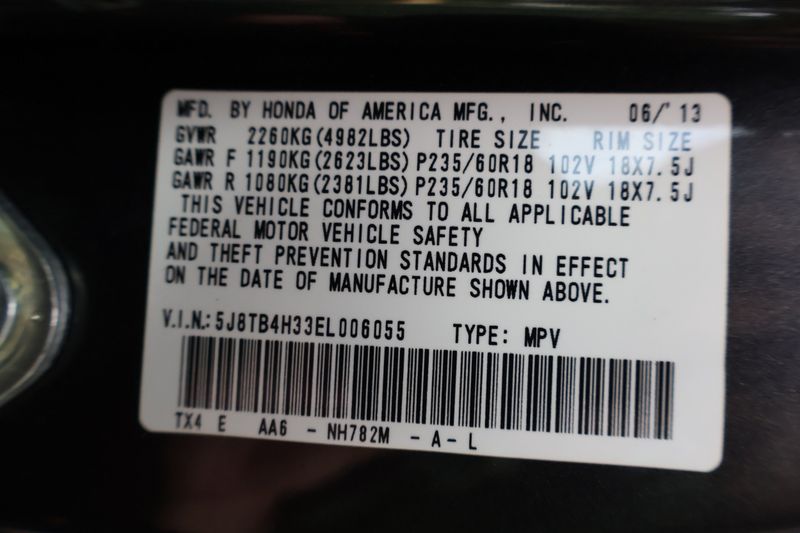 MFD. BY HONDA OF AMERICA MFG., INC. 06/'13
GVWR 2260KG(4982LBS) TIRE SIZE RIM SIZE
GAWR F 1190KG(2623LBS) P235/60R18 102V 18X7.5J
GAWR R 1080KG(2381LBS) P235/60R18 102V 18X7.5J
THIS VEHICLE CONFORMS TO ALL APPLICABLE
FEDERAL MOTOR VEHICLE SAFETY
AND THEFT PREVENTION STANDARDS IN EFFECT
ON THE DATE OF MANUFACTURE SHOWN ABOVE.
V.I.N.: 5J8TB4H33EL006055 TYPE: MPV
TX4 E AA6 - NH782M - A - L